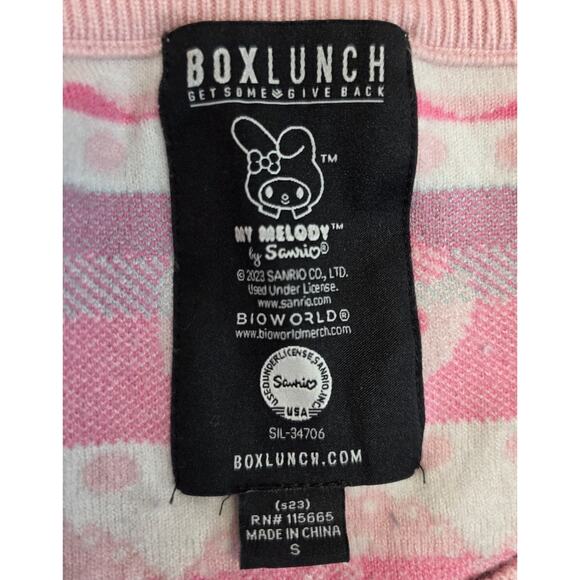 BOXLUNCH
GET SOME GIVE BACK
TM
MY MELODY™
by Sanrio®
© 2023 SANRIO CO., LTD.
Used Under License.
www.sanrio.com
BIOWORLD®
www.bioworldmerch.com
USED UNDER LICENSE, SANRIO, INC.
Sanrio
USA
SIL-34706
BOXLUNCH.COM
(s23)
RN# 115665
MADE IN CHINA
S